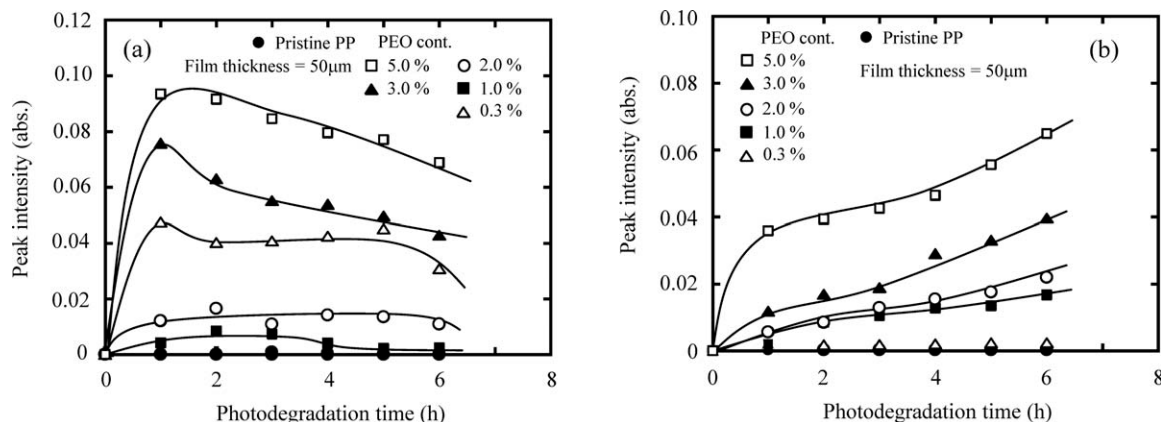 (a)
● Pristine PP
PEO cont.
Film thickness = 50μm
□ 5.0 %
○ 2.0 %
▲ 3.0 %
■ 1.0 %
△ 0.3 %
Peak intensity (abs.)
0.12
0.10
0.08
0.06
0.04
0.02
0
0 2 4 6 8
Photodegradation time (h)
(b)
PEO cont.
● Pristine PP
□ 5.0 %
Film thickness = 50μm
▲ 3.0 %
○ 2.0 %
■ 1.0 %
△ 0.3 %
Peak intensity (abs.)
0.10
0.08
0.06
0.04
0.02
0
0 2 4 6 8
Photodegradation time (h)